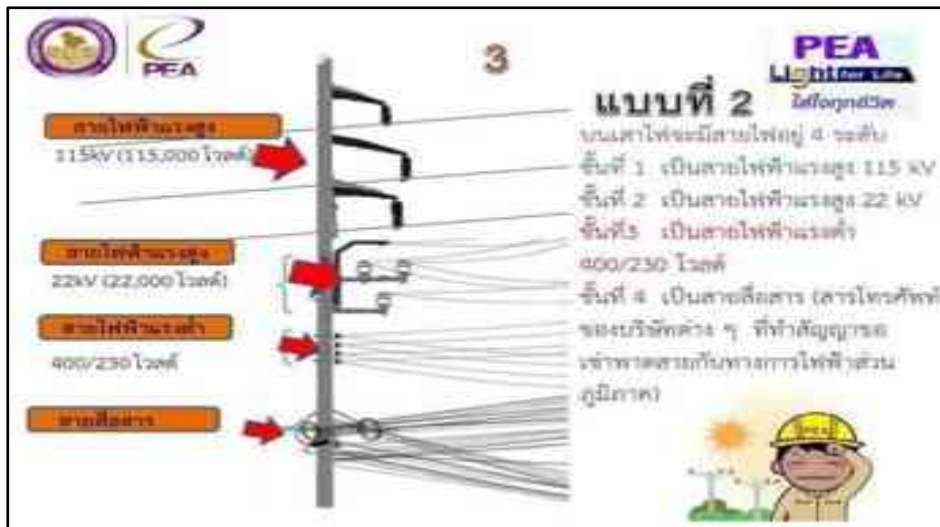 PEA
3
PEA
Light for Life
ใส่ใจทุกชีวิต
แบบที่ 2
บนเสาไฟจะมีสายไฟอยู่ 4 ระดับ
ชั้นที่ 1 เป็นสายไฟฟ้าแรงสูง 115 kV
ชั้นที่ 2 เป็นสายไฟฟ้าแรงสูง 22 kV
ชั้นที่3 เป็นสายไฟฟ้าแรงต่ำ
400/230 โวลต์
ชั้นที่ 4 เป็นสายสื่อสาร (สารโทรศัพท์
ของบริษัทต่าง ๆ ที่ทำสัญญาขอ
เช่าพาดสายกับทางการไฟฟ้าส่วน
ภูมิภาค)
สายไฟฟ้าแรงสูง
115kV (115,000 โวลต์)
สายไฟฟ้าแรงสูง
22kV (22,000 โวลต์)
สายไฟฟ้าแรงต่ำ
400/230 โวลต์
สายสื่อสาร
PEA